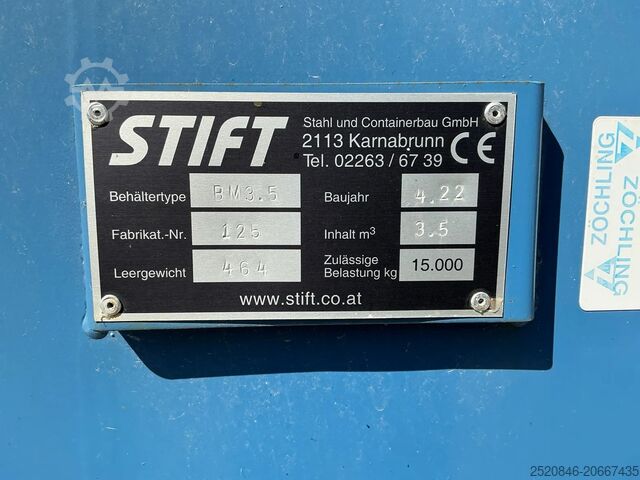 STIFT
Stahl und Containerbau GmbH
2113 Karnabrunn
Tel. 02263 / 67 39
CE
Behältertype BM3.5
Baujahr 4.22
Fabrikat.-Nr. 125
Inhalt m³ 3.5
Leergewicht 464
Zulässige
Belastung kg 15.000
www.stift.co.at
ZÖCHLING
ZÖCHLING
2520846-20667435